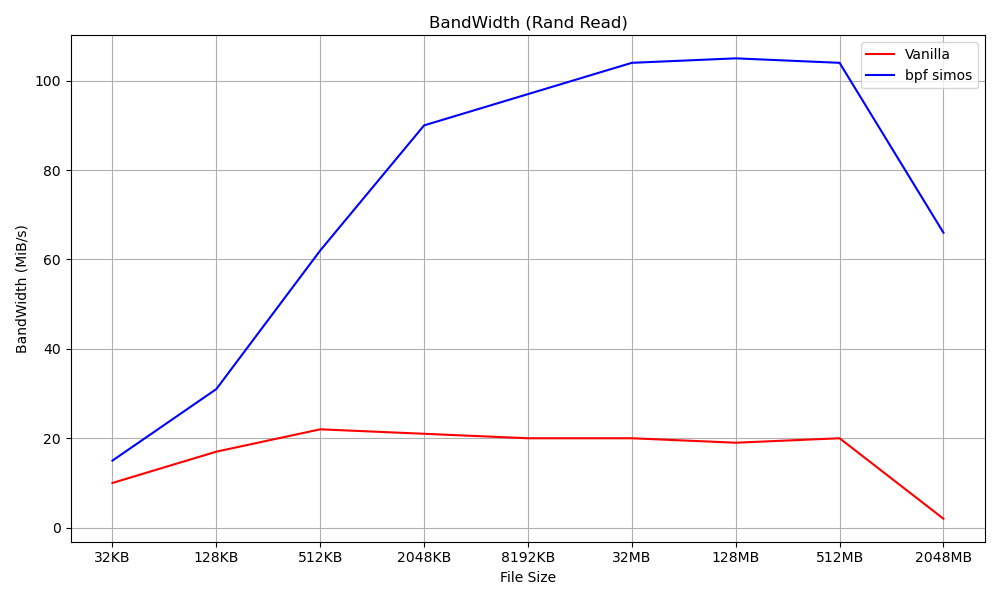 BandWidth (Rand Read)
Vanilla
bpf simos
BandWidth (MiB/s)
100
80
60
40
20
0
32KB 128KB 512KB 2048KB 8192KB 32MB 128MB 512MB 2048MB
File Size